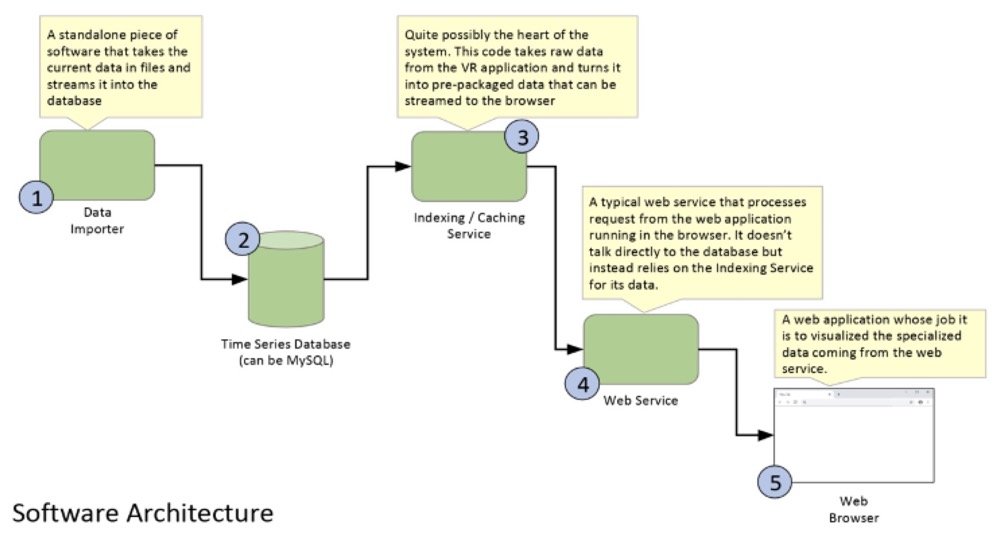 A standalone piece of
software that takes the
current data in files and
streams it into the
database
1
Data
Importer
2
Time Series Database
(can be MySQL)
Quite possibly the heart of the
system. This code takes raw data
from the VR application and turns it
into pre-packaged data that can be
streamed to the browser
3
Indexing / Caching
Service
A typical web service that processes
request from the web application
running in the browser. It doesn't
talk directly to the database but
instead relies on the Indexing Service
for its data.
4
Web Service
A web application whose job it
is to visualized the specialized
data coming from the web
service.
5
Web
Browser
Software Architecture